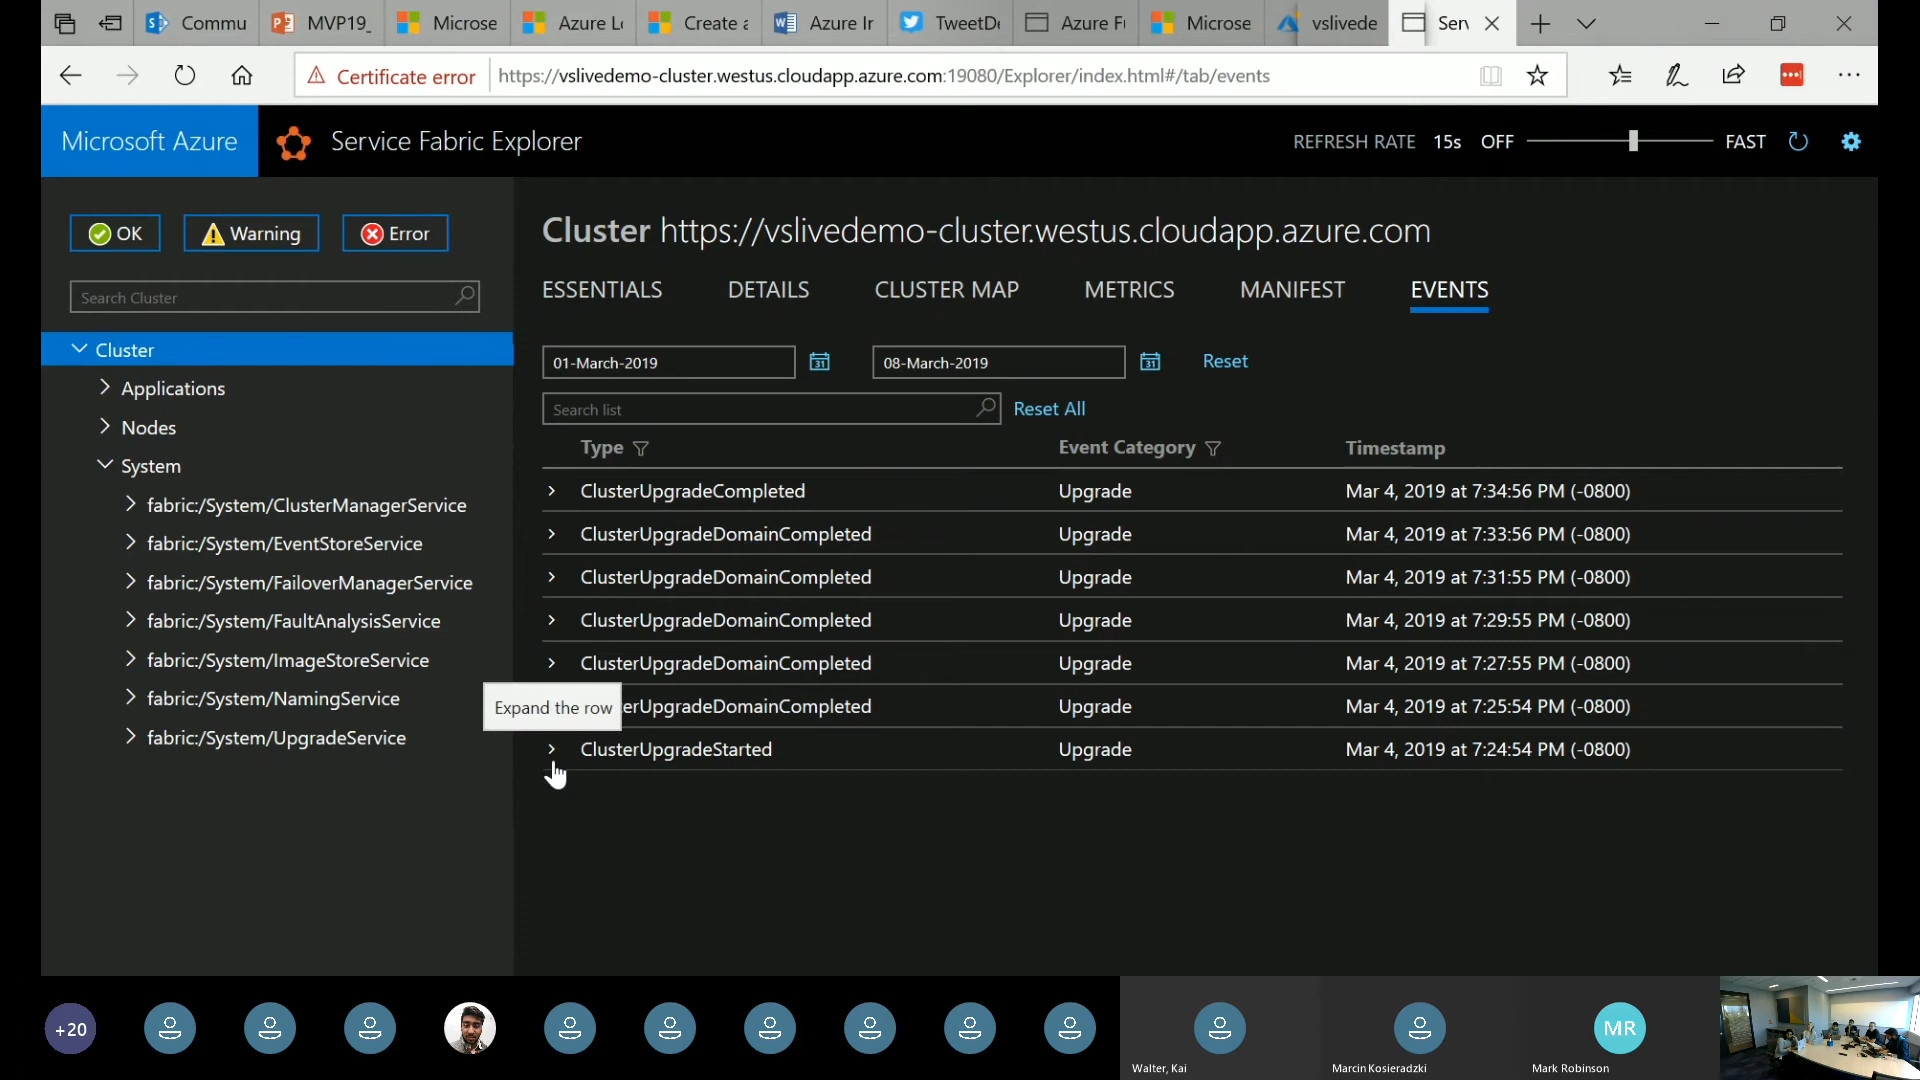 Commu
MVP19_
Microse
Azure Lo
Create a
Azure Ir
TweetDe
Azure Fu
Microse
vslivede
Serv
Certificate error
https://vslivedemo-cluster.westus.cloudapp.azure.com:19080/Explorer/index.html#/tab/events
Microsoft Azure
Service Fabric Explorer
REFRESH RATE 15s OFF FAST
OK
Warning
Error
Search Cluster
Cluster
Applications
Nodes
System
fabric:/System/ClusterManagerService
fabric:/System/EventStoreService
fabric:/System/FailoverManagerService
fabric:/System/FaultAnalysisService
fabric:/System/ImageStoreService
fabric:/System/NamingService
fabric:/System/UpgradeService
Cluster https://vslivedemo-cluster.westus.cloudapp.azure.com
ESSENTIALS DETAILS CLUSTER MAP METRICS MANIFEST EVENTS
01-March-2019 31 08-March-2019 31 Reset
Search list Reset All
Type Event Category Timestamp
ClusterUpgradeCompleted Upgrade Mar 4, 2019 at 7:34:56 PM (-0800)
ClusterUpgradeDomainCompleted Upgrade Mar 4, 2019 at 7:33:56 PM (-0800)
ClusterUpgradeDomainCompleted Upgrade Mar 4, 2019 at 7:31:55 PM (-0800)
ClusterUpgradeDomainCompleted Upgrade Mar 4, 2019 at 7:29:55 PM (-0800)
ClusterUpgradeDomainCompleted Upgrade Mar 4, 2019 at 7:27:55 PM (-0800)
Expand the row
erUpgradeDomainCompleted Upgrade Mar 4, 2019 at 7:25:54 PM (-0800)
ClusterUpgradeStarted Upgrade Mar 4, 2019 at 7:24:54 PM (-0800)
+20
MR
Walter, Kai
Marcin Kosieradzki
Mark Robinson